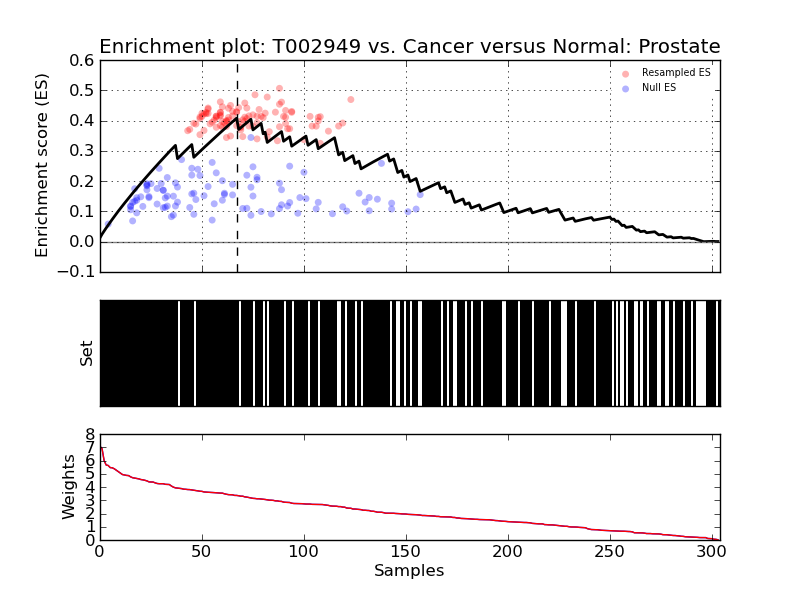 Enrichment plot: T002949 vs. Cancer versus Normal: Prostate
Enrichment score (ES)
0.6
0.5
0.4
0.3
0.2
0.1
0.0
−0.1
Resampled ES
Null ES
Set
Weights
8
7
6
5
4
3
2
1
0
0 50 100 150 200 250 300
Samples